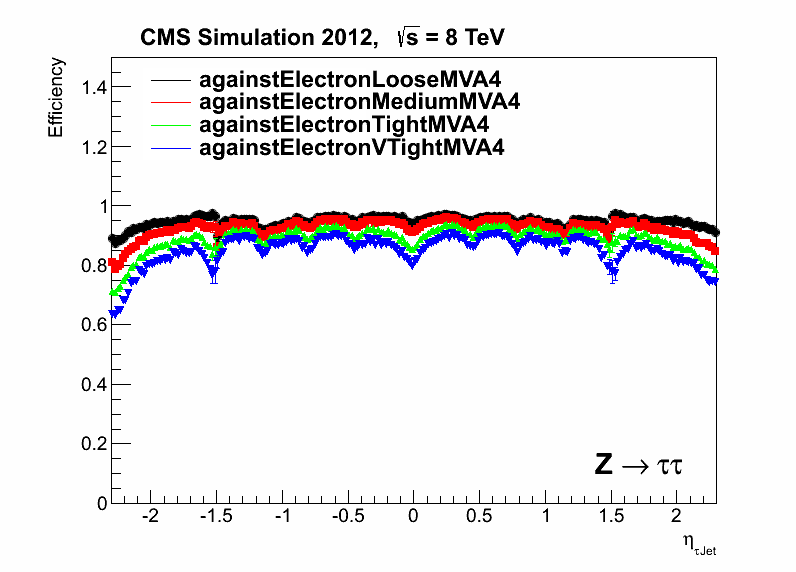 CMS Simulation 2012, √s = 8 TeV
Efficiency
againstElectronLooseMVA4
againstElectronMediumMVA4
againstElectronTightMVA4
againstElectronVTightMVA4
1.4
1.2
1
0.8
0.6
0.4
0.2
0
Z → ττ
-2 -1.5 -1 -0.5 0 0.5 1 1.5 2
η τJet